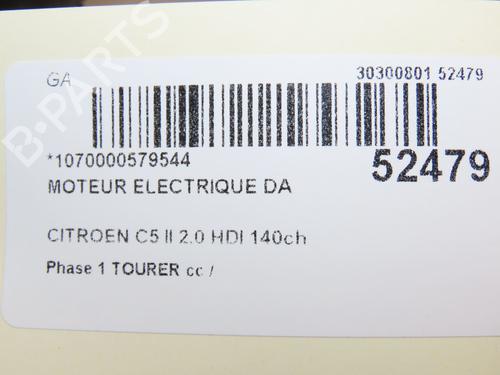 GA
30300801 52479
*1070000579544
52479
MOTEUR ELECTRIQUE DA
CITROEN C5 II 2.0 HDI 140ch
Phase 1 TOURER cc /
B-PARTS